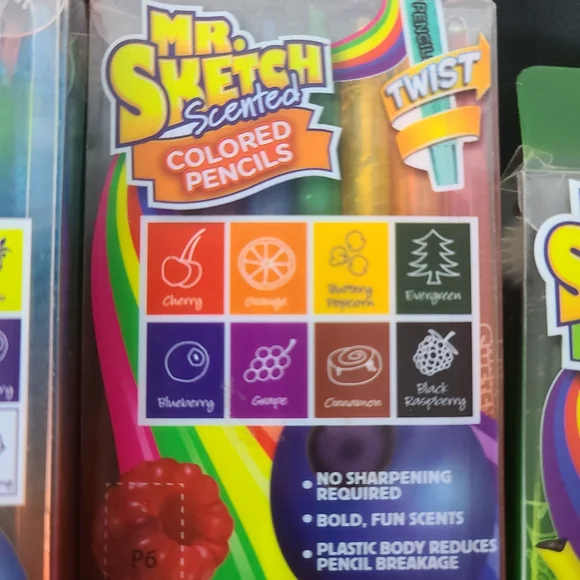 MR.
SKETCH
Scented
COLORED
PENCILS
PENCIL
TWIST
Cherry
Orange
Buttery
Popcorn
Evergreen
Blueberry
Grape
Cinnamon
Black
Raspberry
• NO SHARPENING
REQUIRED
• BOLD, FUN SCENTS
• PLASTIC BODY REDUCES
PENCIL BREAKAGE
P6